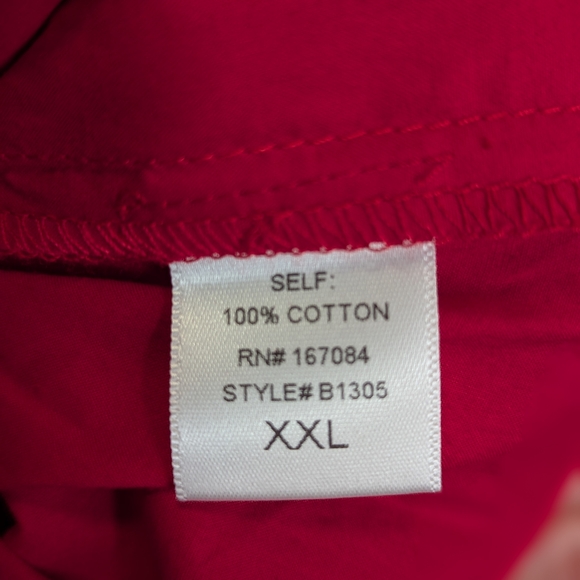 SELF:
100% COTTON
RN# 167084
STYLE# B1305
XXL